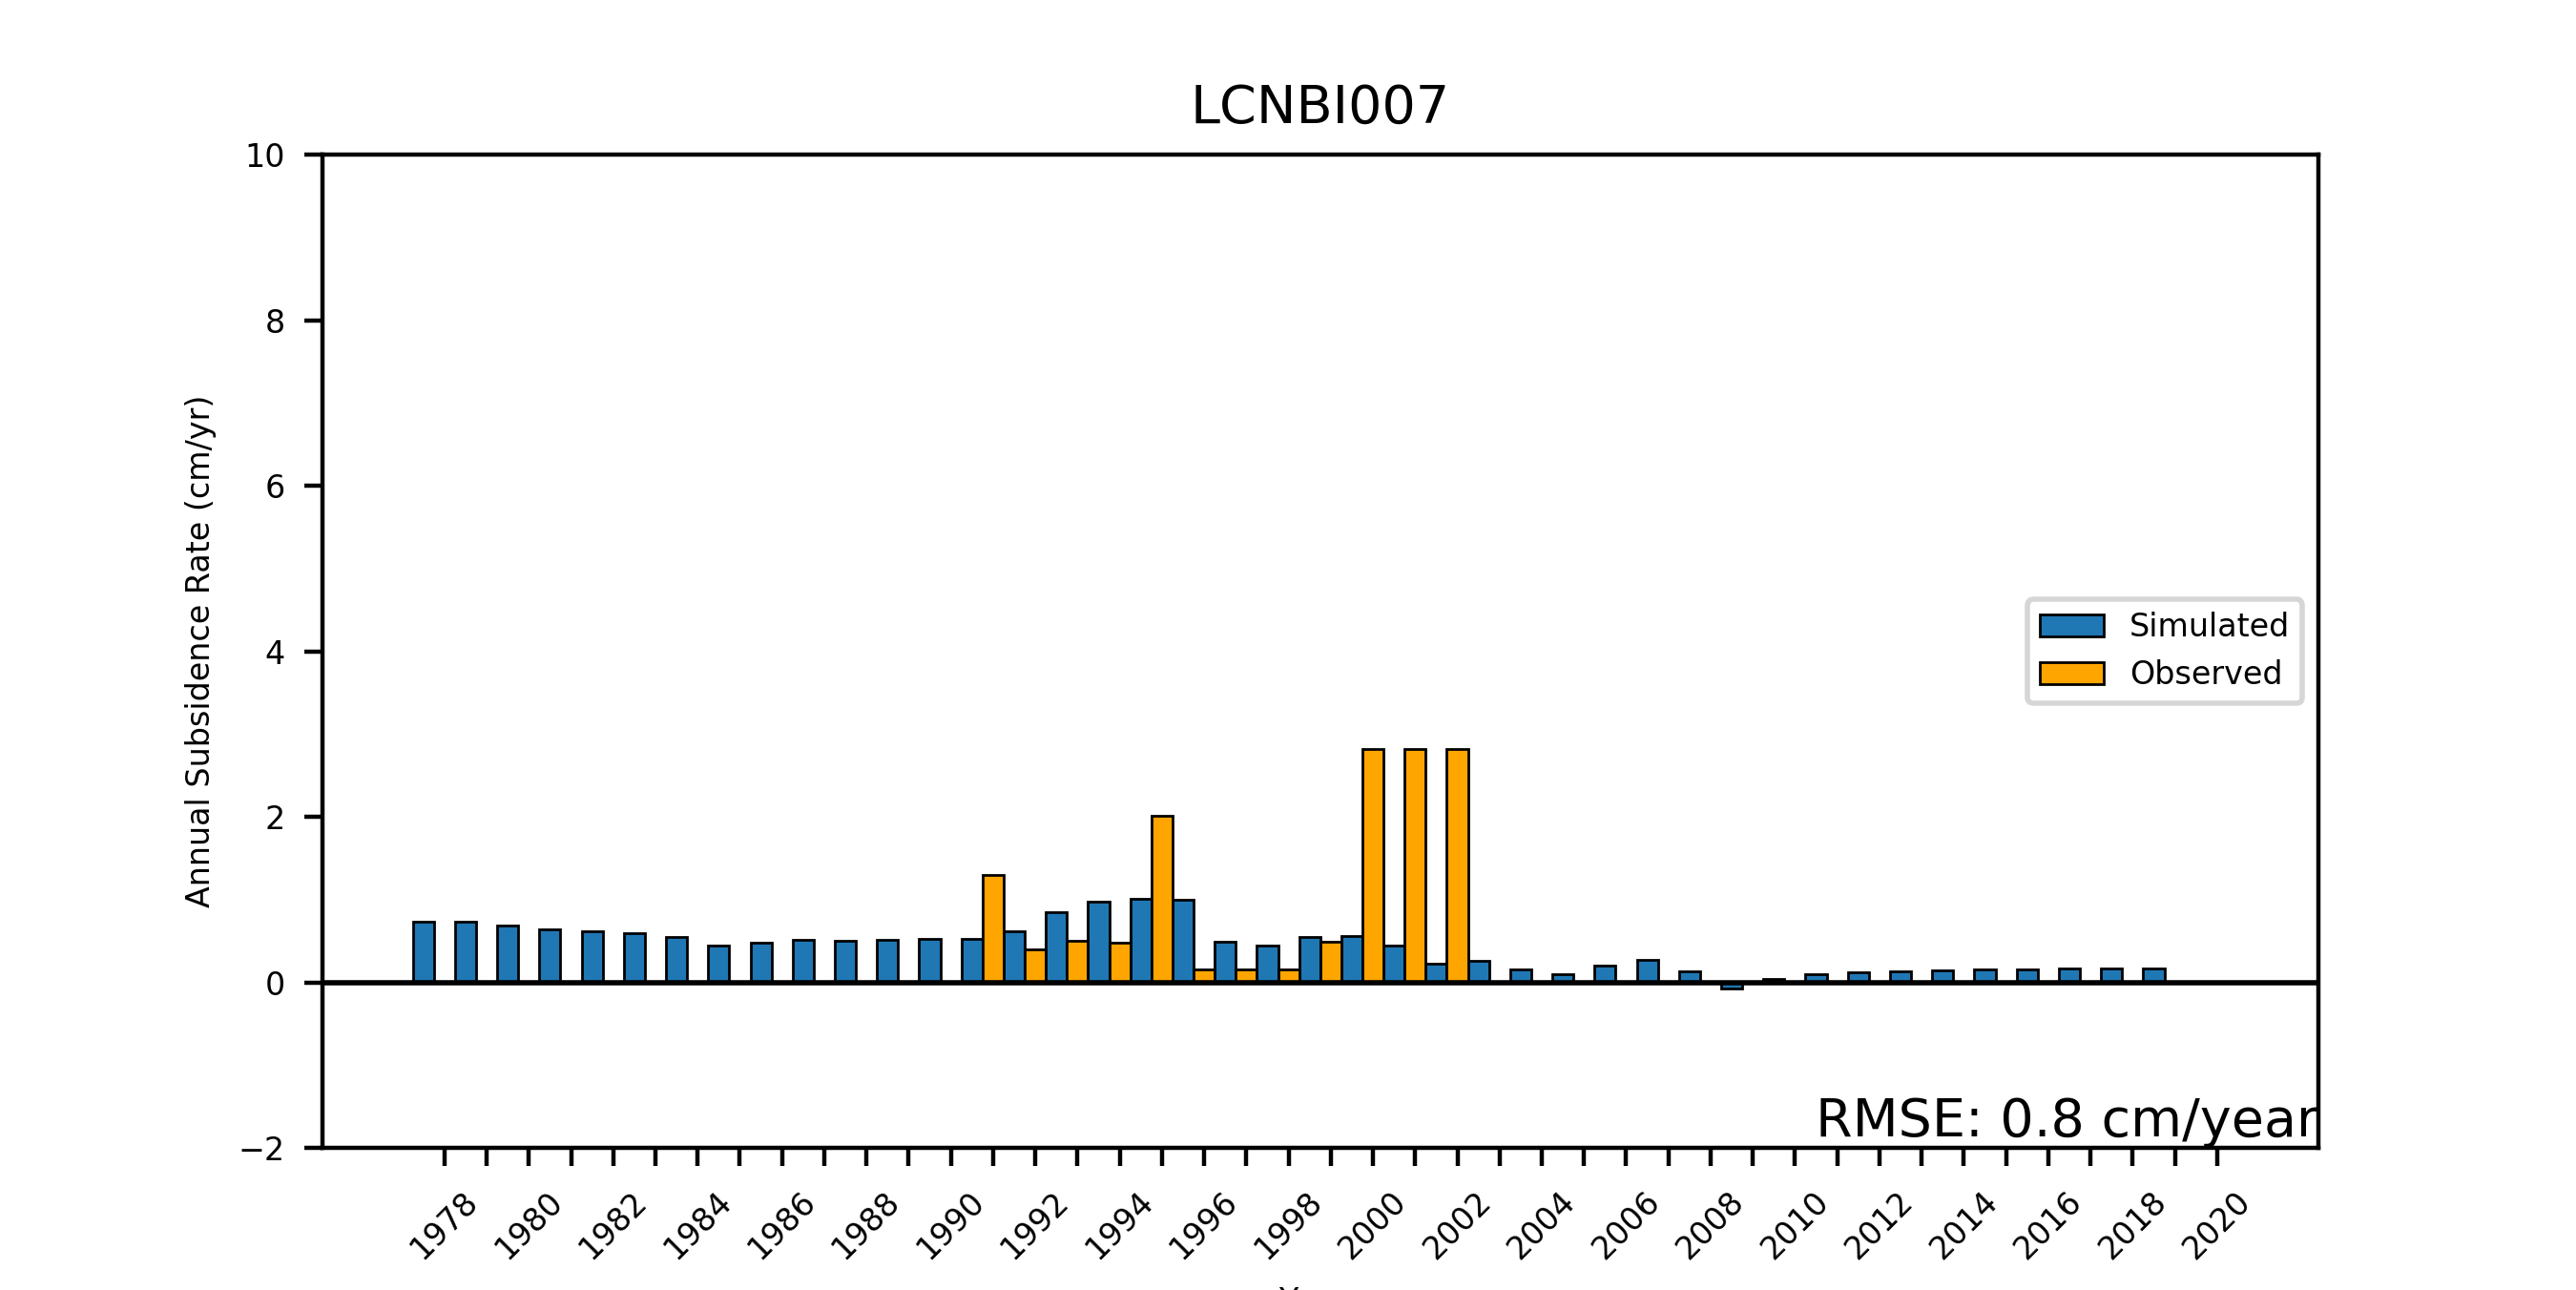 LCNBI007
Annual Subsidence Rate (cm/yr)
10
8
6
4
2
0
−2
Simulated
Observed
RMSE: 0.8 cm/year
1978 1980 1982 1984 1986 1988 1990 1992 1994 1996 1998 2000 2002 2004 2006 2008 2010 2012 2014 2016 2018 2020